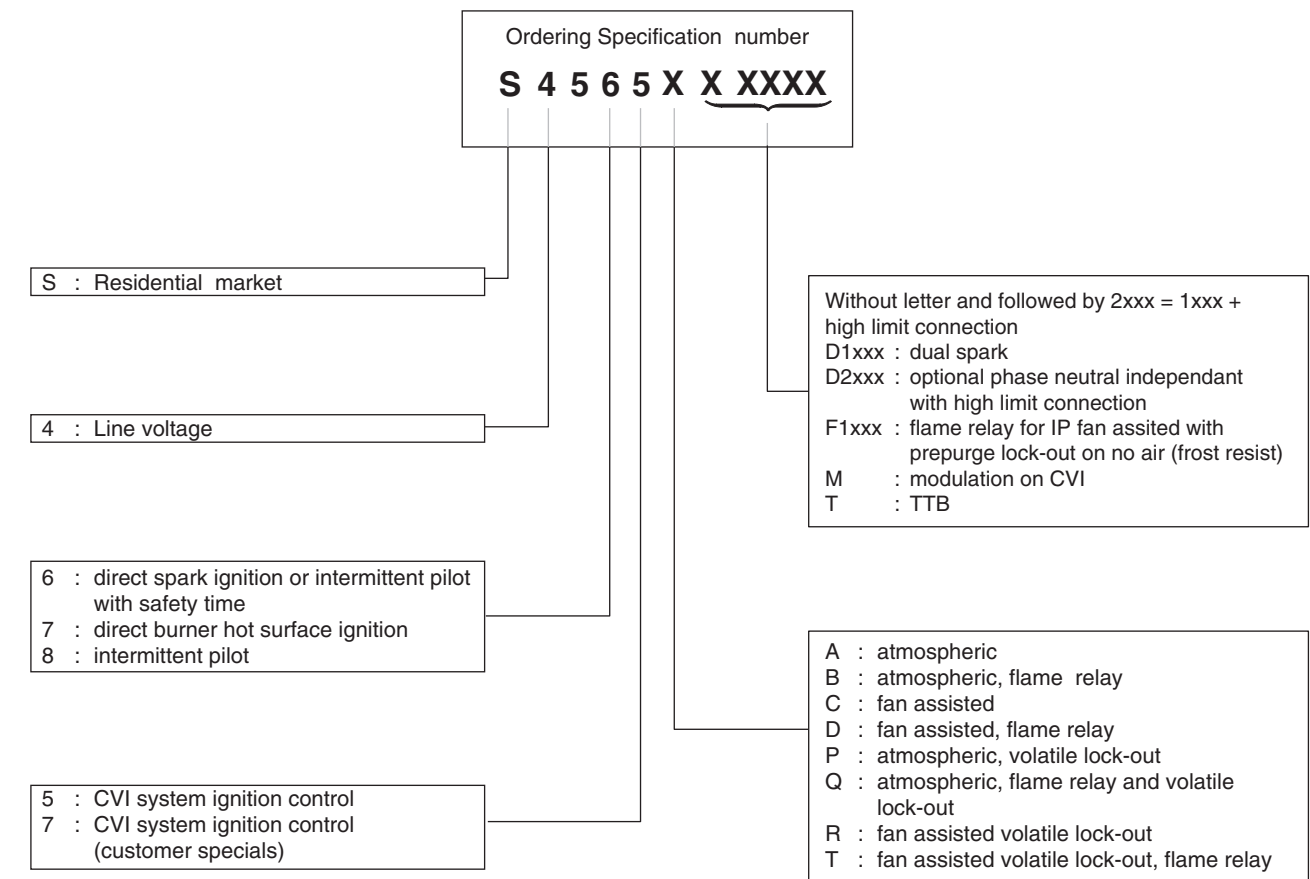 Ordering Specification number
S 4 5 6 5 X X XXXX
S : Residential market
4 : Line voltage
6 : direct spark ignition or intermittent pilot
with safety time
7 : direct burner hot surface ignition
8 : intermittent pilot
5 : CVI system ignition control
7 : CVI system ignition control
(customer specials)
Without letter and followed by 2xxx = 1xxx +
high limit connection
D1xxx : dual spark
D2xxx : optional phase neutral independant
with high limit connection
F1xxx : flame relay for IP fan assited with
prepurge lock-out on no air (frost resist)
M : modulation on CVI
T : TTB
A : atmospheric
B : atmospheric, flame relay
C : fan assisted
D : fan assisted, flame relay
P : atmospheric, volatile lock-out
Q : atmospheric, flame relay and volatile
lock-out
R : fan assisted volatile lock-out
T : fan assisted volatile lock-out, flame relay